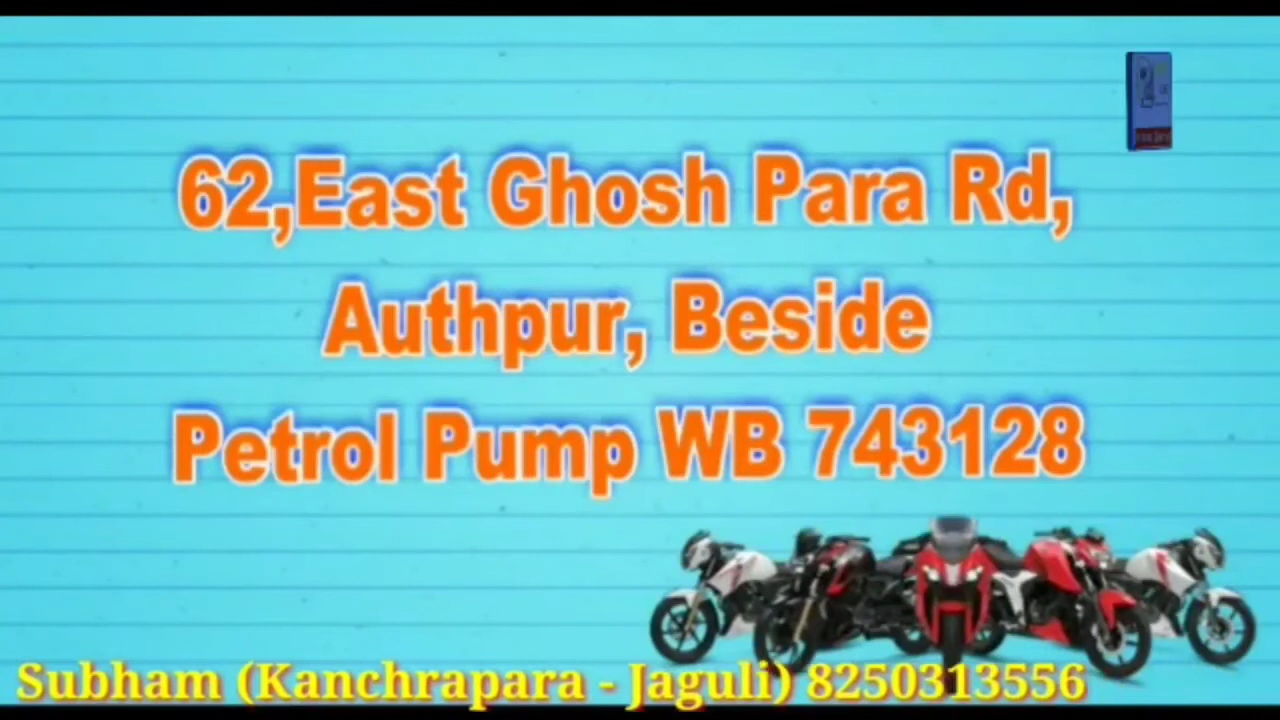 62,East Ghosh Para Rd,
Authpur, Beside
Petrol Pump WB 743128
Subham (Kanchrapara - Jaguli) 8250313556